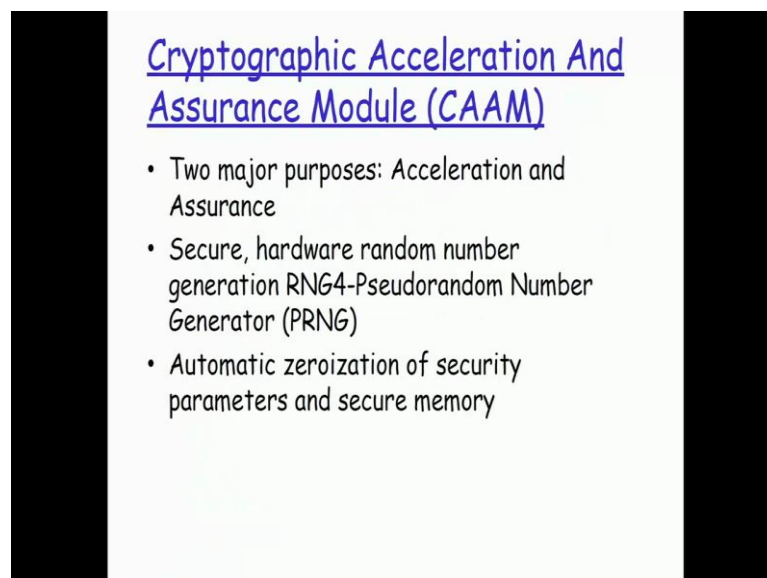 Cryptographic Acceleration And
Assurance Module (CAAM)
• Two major purposes: Acceleration and
Assurance
• Secure, hardware random number
generation RNG4-Pseudorandom Number
Generator (PRNG)
• Automatic zeroization of security
parameters and secure memory